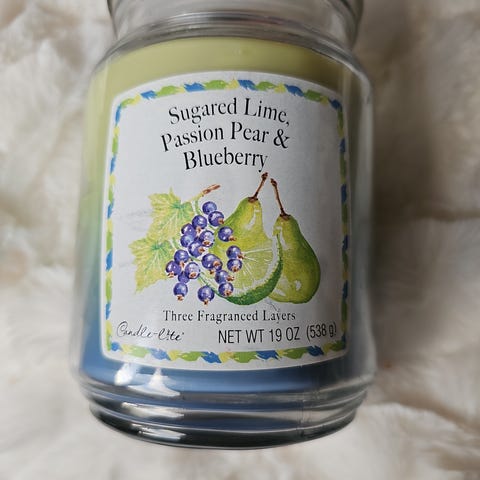 Sugared Lime,
Passion Pear &
Blueberry
Three Fragranced Layers
Candle-lite®
NET WT 19 OZ (538 g)